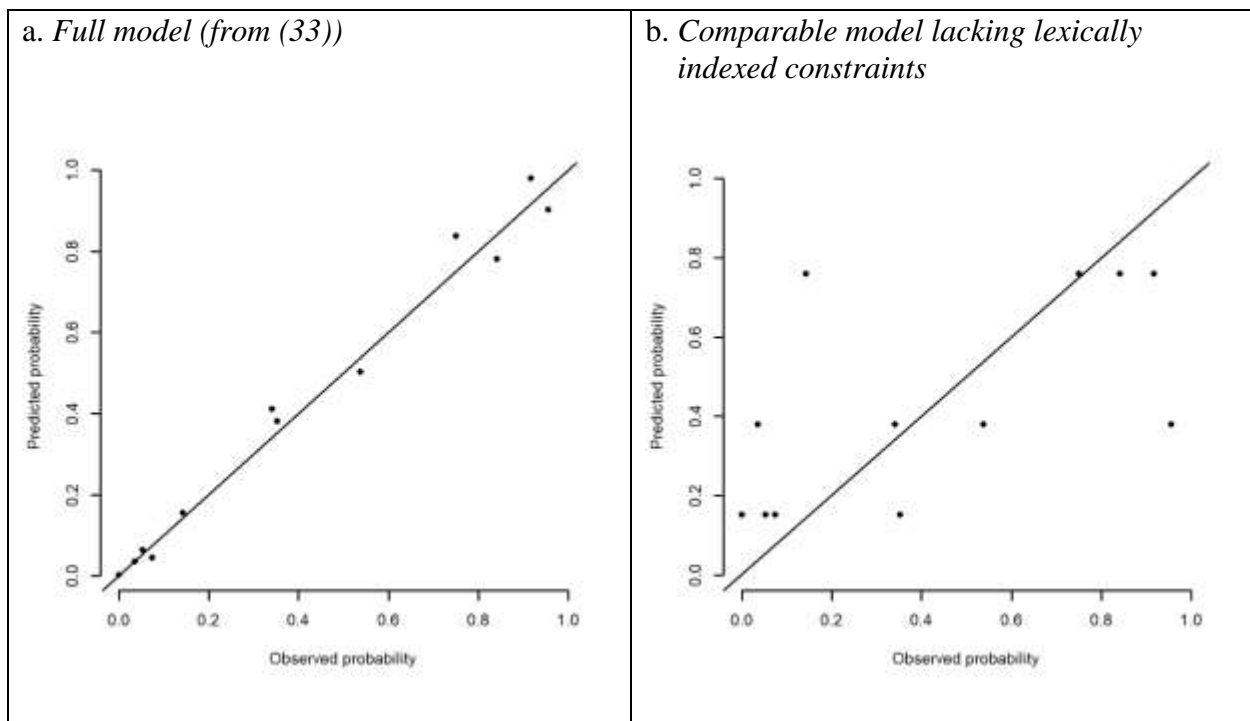 a. Full model (from (33))
1.0
0.8
0.6
0.4
0.2
0.0
Predicted probability
0.0 0.2 0.4 0.6 0.8 1.0
Observed probability
b. Comparable model lacking lexically
indexed constraints
1.0
0.8
0.6
0.4
0.2
0.0
Predicted probability
0.0 0.2 0.4 0.6 0.8 1.0
Observed probability